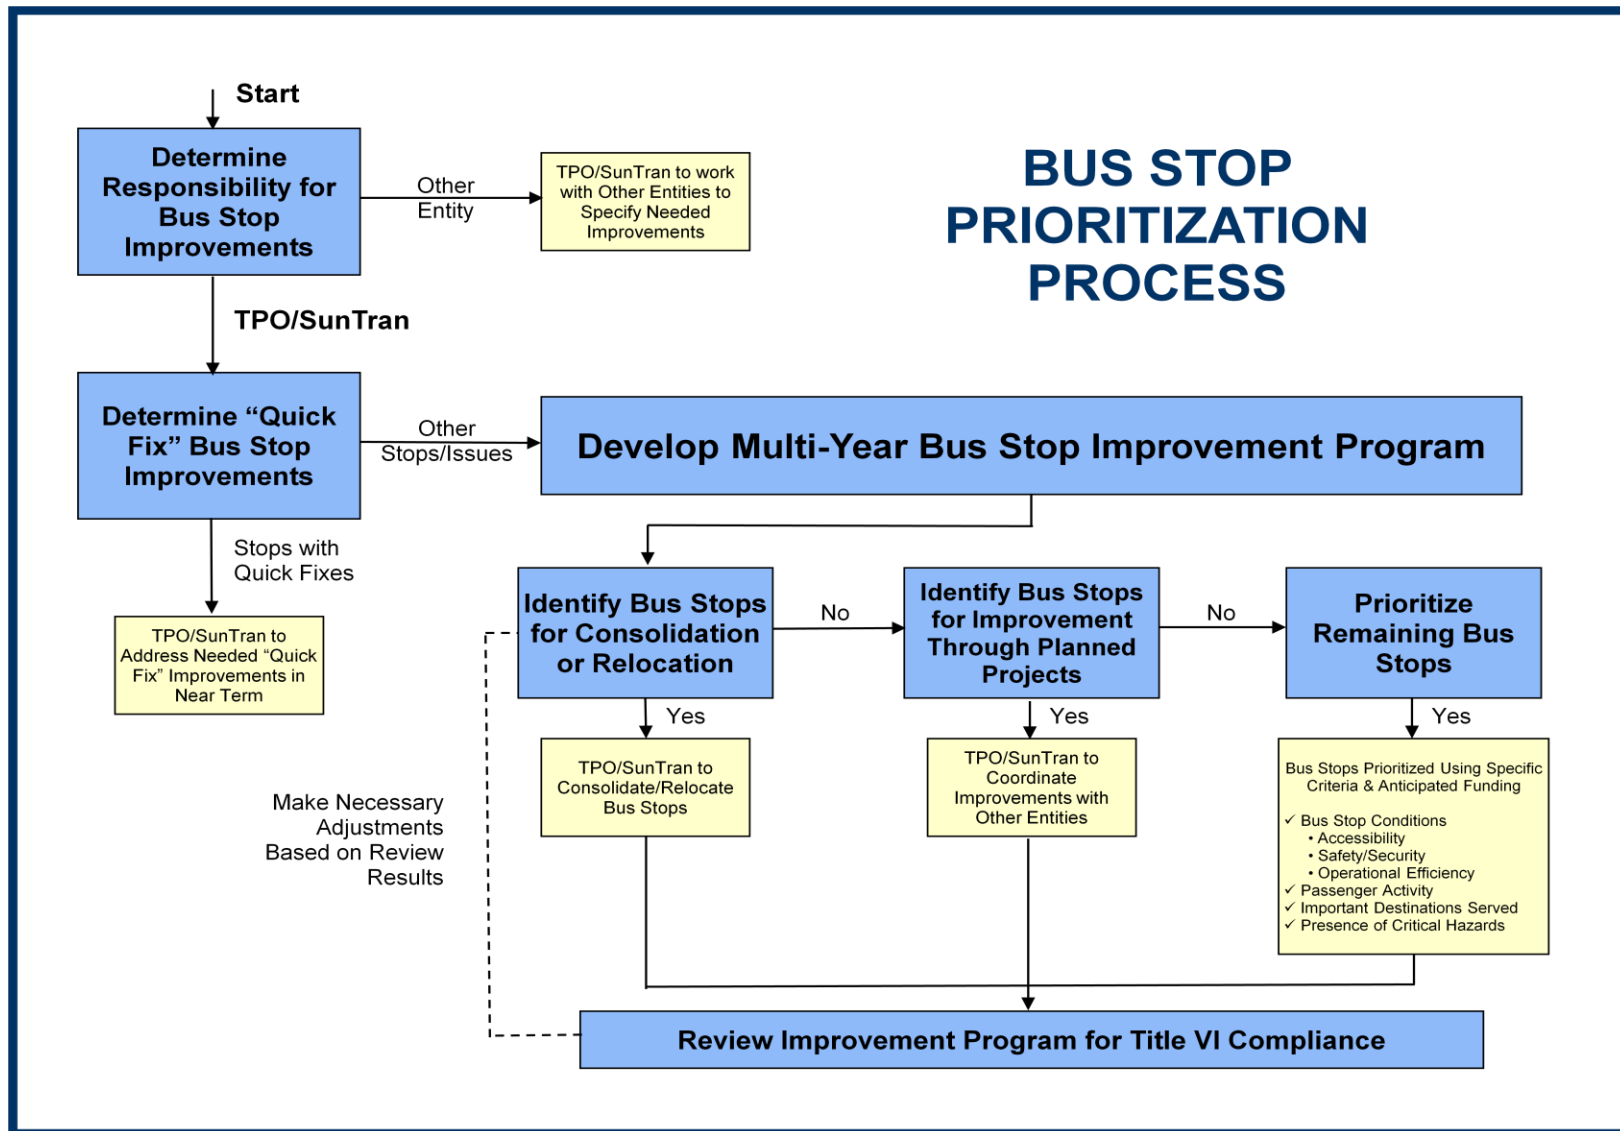 BUS STOP
PRIORITIZATION
PROCESS
Start
Determine
Responsibility for
Bus Stop
Improvements
Other
Entity
TPO/SunTran to work
with Other Entities to
Specify Needed
Improvements
TPO/SunTran
Determine “Quick
Fix” Bus Stop
Improvements
Other
Stops/Issues
Develop Multi-Year Bus Stop Improvement Program
Stops with
Quick Fixes
TPO/SunTran to
Address Needed “Quick
Fix” Improvements in
Near Term
Identify Bus Stops
for Consolidation
or Relocation
No
Identify Bus Stops
for Improvement
Through Planned
Projects
No
Prioritize
Remaining Bus
Stops
Yes
Yes
Yes
TPO/SunTran to
Consolidate/Relocate
Bus Stops
TPO/SunTran to
Coordinate
Improvements with
Other Entities
Bus Stops Prioritized Using Specific
Criteria & Anticipated Funding
✓ Bus Stop Conditions
• Accessibility
• Safety/Security
• Operational Efficiency
✓ Passenger Activity
✓ Important Destinations Served
✓ Presence of Critical Hazards
Make Necessary
Adjustments
Based on Review
Results
Review Improvement Program for Title VI Compliance